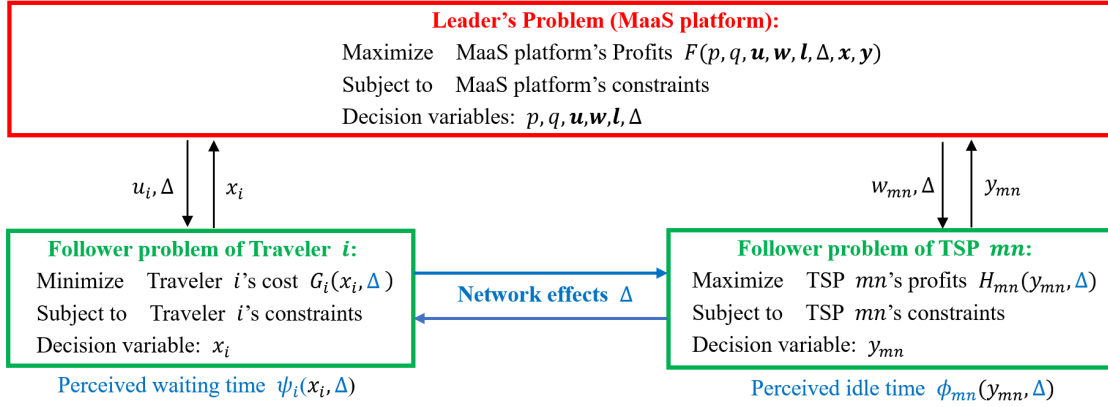 Leader's Problem (MaaS platform):
Maximize MaaS platform's Profits F(p, q, u, w, l, Δ, x, y)
Subject to MaaS platform's constraints
Decision variables: p, q, u,w,l, Δ
u_i, Δ
x_i
w_mn, Δ
y_mn
Follower problem of Traveler i:
Minimize Traveler i's cost G_i(x_i, Δ)
Subject to Traveler i's constraints
Decision variable: x_i
Network effects Δ
Follower problem of TSP mn:
Maximize TSP mn's profits H_mn(y_mn, Δ)
Subject to TSP mn's constraints
Decision variable: y_mn
Perceived waiting time ψ_i(x_i, Δ)
Perceived idle time ϕ_mn(y_mn, Δ)